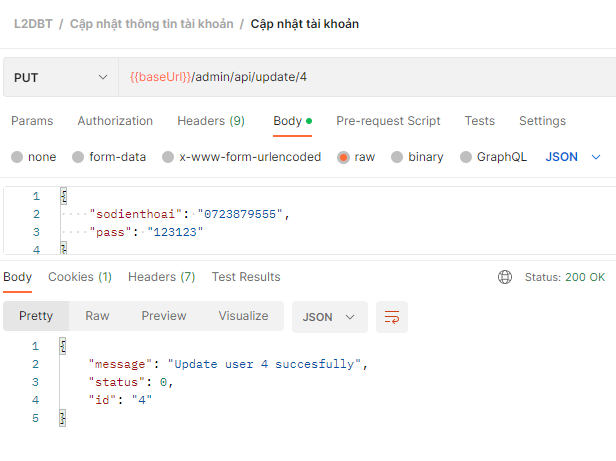 L2DBT / Cập nhật thông tin tài khoản / Cập nhật tài khoản
PUT {{baseUrl}}/admin/api/update/4
Params Authorization Headers (9) Body Pre-request Script Tests Settings
none form-data x-www-form-urlencoded raw binary GraphQL JSON
1 {
2 ····"sodienthoai":·"0723879555",
3 ····"pass":·"123123"
4 }
Body Cookies (1) Headers (7) Test Results Status: 200 OK
Pretty Raw Preview Visualize JSON
1 {
2 "message": "Update user 4 succesfully",
3 "status": 0,
4 "id": "4"
5 }